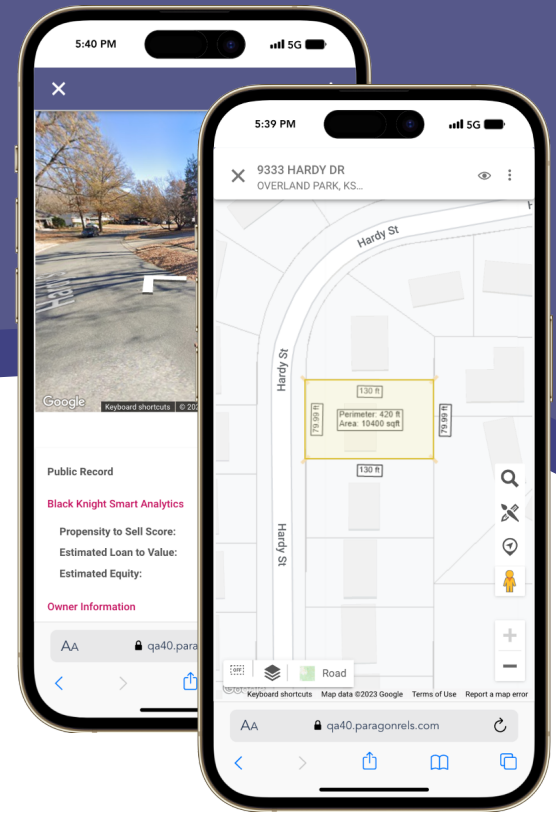 5:40 PM
5G
Hardy
Google
Keyboard shortcuts
Public Record
Black Knight Smart Analytics
Propensity to Sell Score:
Estimated Loan to Value:
Estimated Equity:
Owner Information
AA
qa40.para
5:39 PM
5G
9333 HARDY DR
OVERLAND PARK, KS...
Hardy St
Hardy St
130 ft
79.99 ft
Perimeter: 420 ft
Area: 10400 sqft
79.99 ft
130 ft
Hardy St
OFF
Road
Keyboard shortcuts Map data ©2023 Google Terms of Use Report a map error
AA
qa40.paragonrels.com